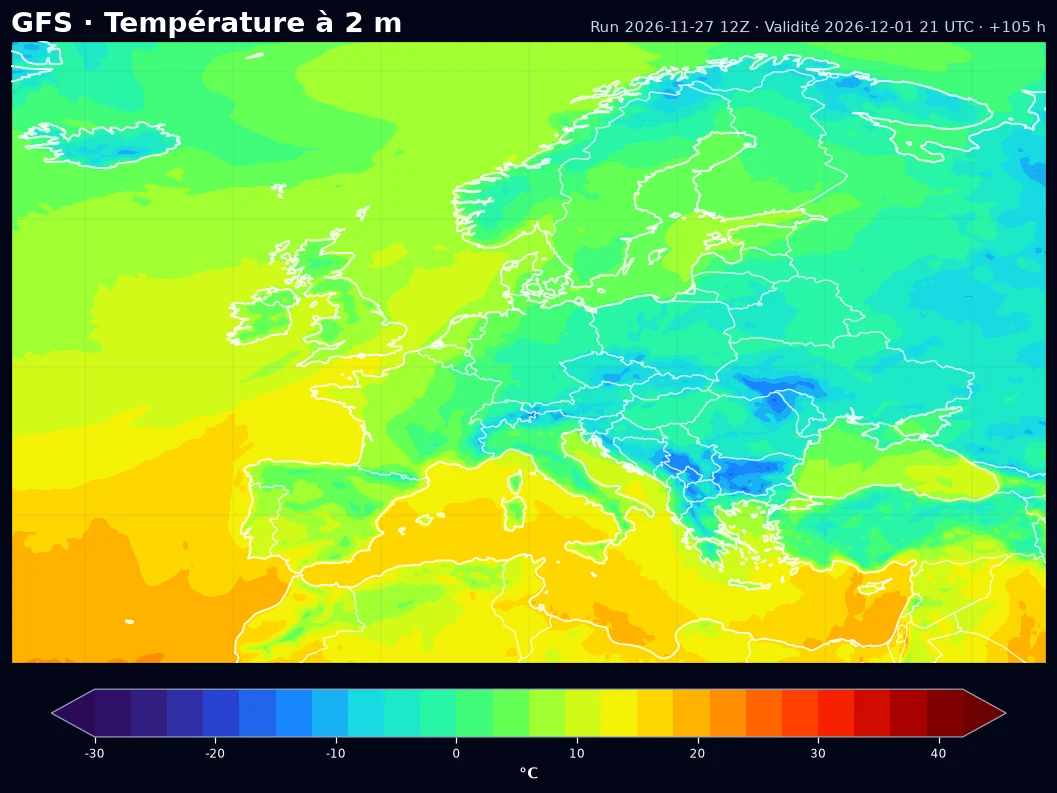 GFS · Température à 2 m
Run 2026-11-27 12Z · Validité 2026-12-01 21 UTC · +105 h
-30 -20 -10 0 10 20 30 40
°C